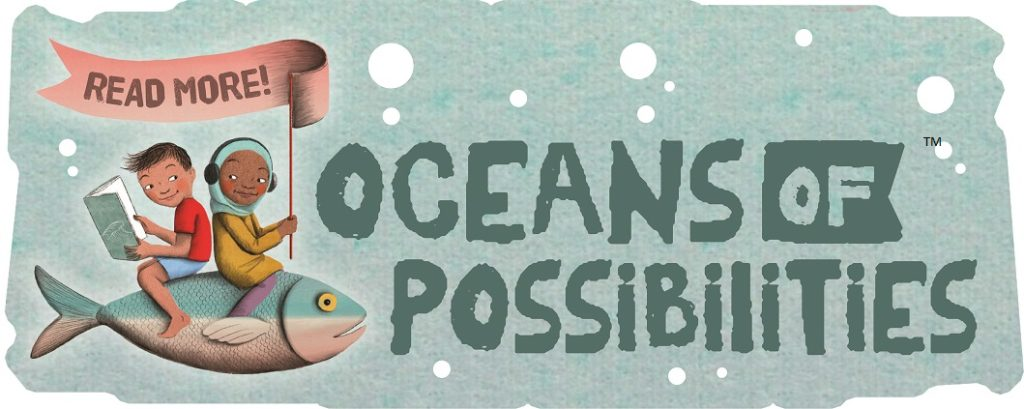 READ MORE!
OCEANS OF ™
POSSiBiLiTiES